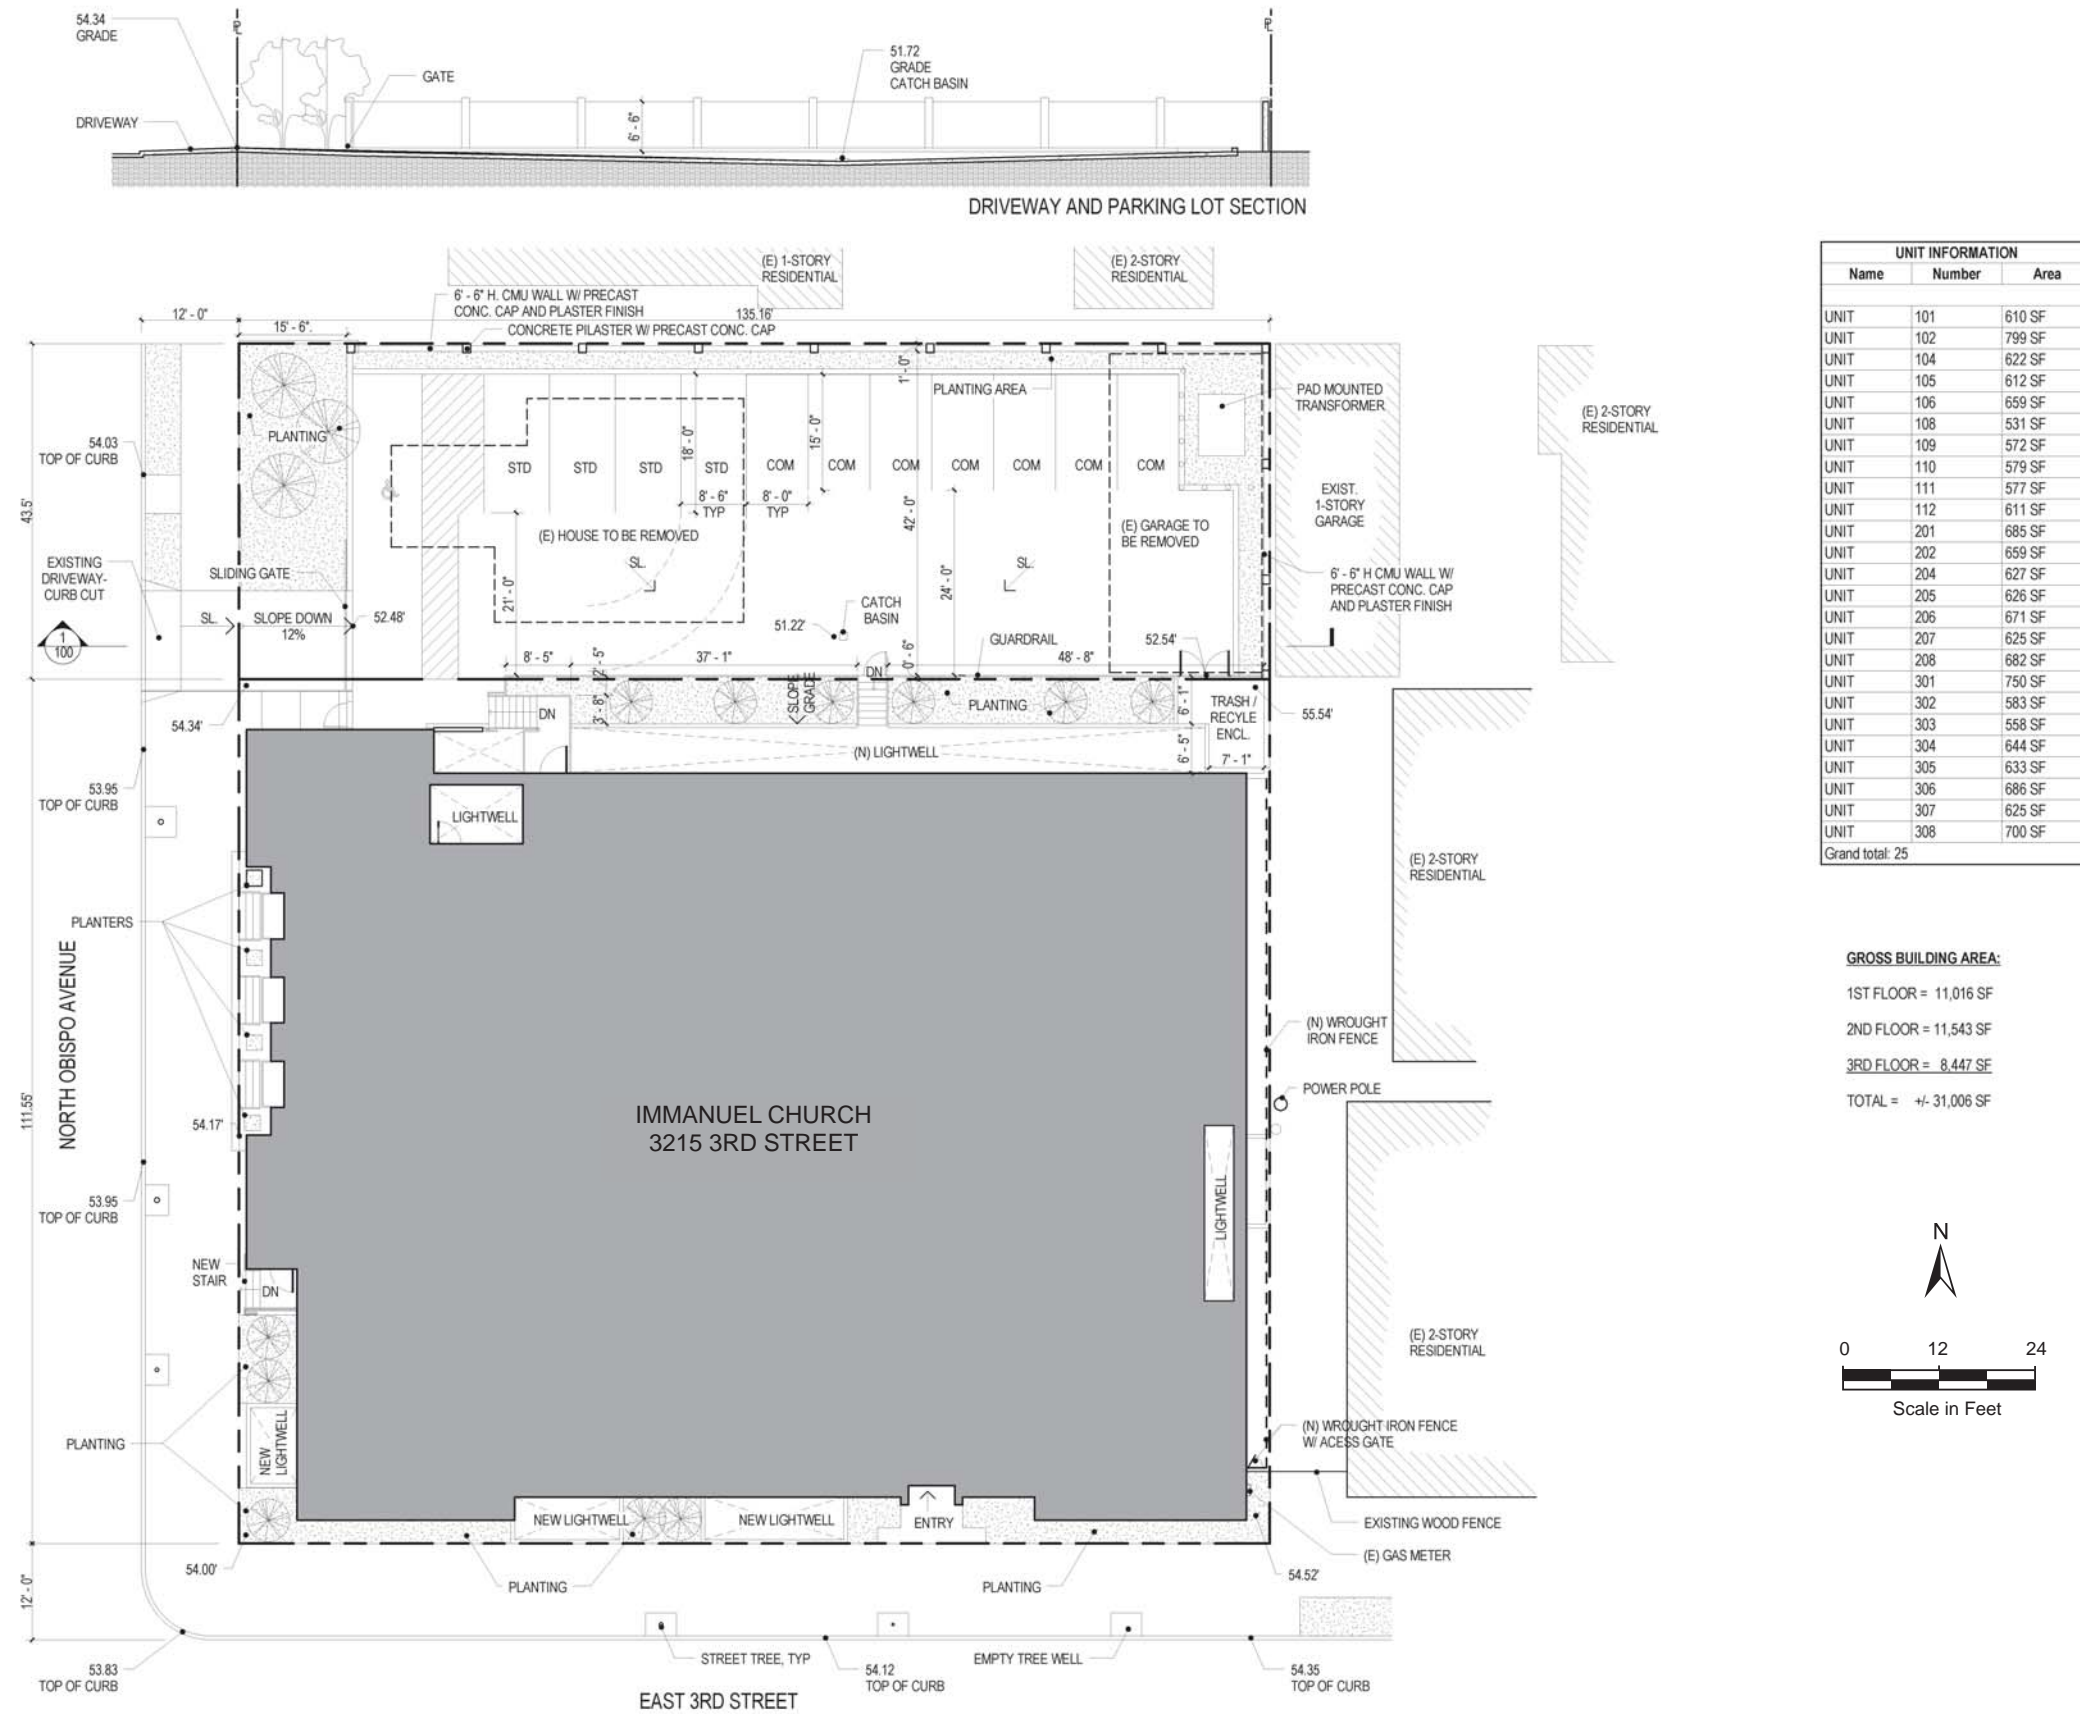 54.34
GRADE
GATE
DRIVEWAY
6' - 6"
51.72
GRADE
CATCH BASIN
DRIVEWAY AND PARKING LOT SECTION
(E) 1-STORY
RESIDENTIAL
(E) 2-STORY
RESIDENTIAL
6' - 6" H. CMU WALL W/ PRECAST
CONC. CAP AND PLASTER FINISH
CONCRETE PILASTER W/ PRECAST CONC. CAP
12' - 0"
15' - 6".
135.16'
1' - 0"
PLANTING AREA
PAD MOUNTED
TRANSFORMER
(E) 2-STORY
RESIDENTIAL
PLANTING
54.03
TOP OF CURB
43.5'
STD
STD
STD
STD
COM
COM
COM
COM
COM
COM
COM
18' - 0"
15' - 0"
8' - 6"
TYP
8' - 0"
TYP
42' - 0"
24' - 0"
21' - 0"
(E) HOUSE TO BE REMOVED
SL.
SL.
(E) GARAGE TO
BE REMOVED
EXIST.
1-STORY
GARAGE
6' - 6" H CMU WALL W/
PRECAST CONC. CAP
AND PLASTER FINISH
EXISTING
DRIVEWAY-
CURB CUT
SLIDING GATE
SL.
SLOPE DOWN
12%
52.48'
1
100
CATCH
BASIN
51.22'
GUARDRAIL
52.54'
8' - 5"
2' - 5"
37' - 1"
DN
0' - 6"
48' - 8"
3' - 8"
DN
SLOPE
GRADE
PLANTING
6' - 1"
TRASH /
RECYLE
ENCL.
55.54'
54.34'
(N) LIGHTWELL
6' - 5"
7' - 1"
53.95
TOP OF CURB
LIGHTWELL
PLANTERS
NORTH OBISPO AVENUE
111.55'
54.17'
53.95
TOP OF CURB
IMMANUEL CHURCH
3215 3RD STREET
(E) 2-STORY
RESIDENTIAL
(N) WROUGHT
IRON FENCE
POWER POLE
LIGHTWELL
(E) 2-STORY
RESIDENTIAL
NEW
STAIR
DN
PLANTING
NEW
LIGHTWELL
NEW LIGHTWELL
NEW LIGHTWELL
ENTRY
(N) WROUGHT IRON FENCE
W/ ACESS GATE
EXISTING WOOD FENCE
(E) GAS METER
54.00'
PLANTING
PLANTING
54.52'
12' - 0"
53.83
TOP OF CURB
STREET TREE, TYP
54.12
TOP OF CURB
EMPTY TREE WELL
54.35
TOP OF CURB
EAST 3RD STREET
UNIT INFORMATION
Name Number Area
UNIT 101 610 SF
UNIT 102 799 SF
UNIT 104 622 SF
UNIT 105 612 SF
UNIT 106 659 SF
UNIT 108 531 SF
UNIT 109 572 SF
UNIT 110 579 SF
UNIT 111 577 SF
UNIT 112 611 SF
UNIT 201 685 SF
UNIT 202 659 SF
UNIT 204 627 SF
UNIT 205 626 SF
UNIT 206 671 SF
UNIT 207 625 SF
UNIT 208 682 SF
UNIT 301 750 SF
UNIT 302 583 SF
UNIT 303 558 SF
UNIT 304 644 SF
UNIT 305 633 SF
UNIT 306 686 SF
UNIT 307 625 SF
UNIT 308 700 SF
Grand total: 25
GROSS BUILDING AREA:
1ST FLOOR = 11,016 SF
2ND FLOOR = 11,543 SF
3RD FLOOR = 8,447 SF
TOTAL = +/- 31,006 SF
N
0 12 24
Scale in Feet